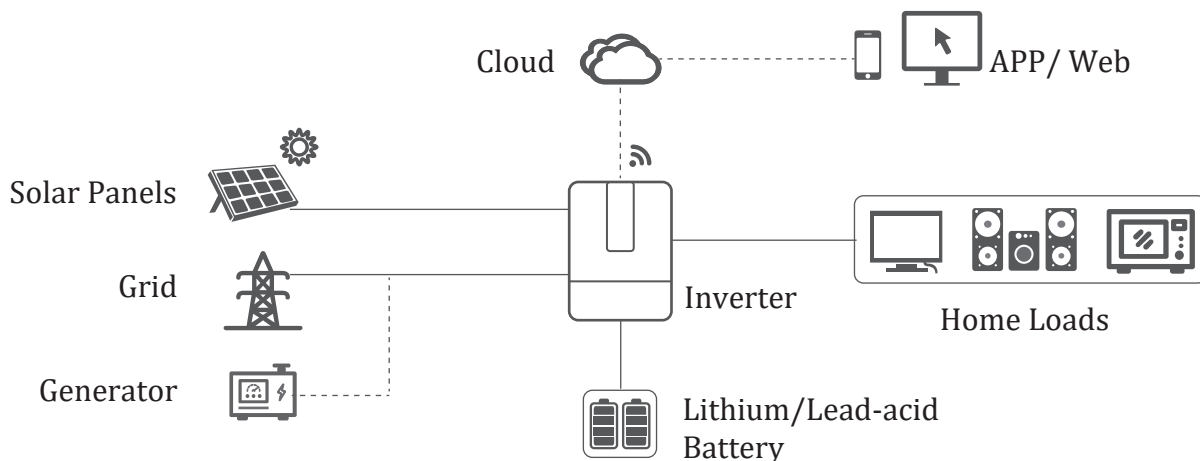 Cloud
APP/ Web
Solar Panels
Grid
Inverter
Home Loads
Generator
Lithium/Lead-acid
Battery